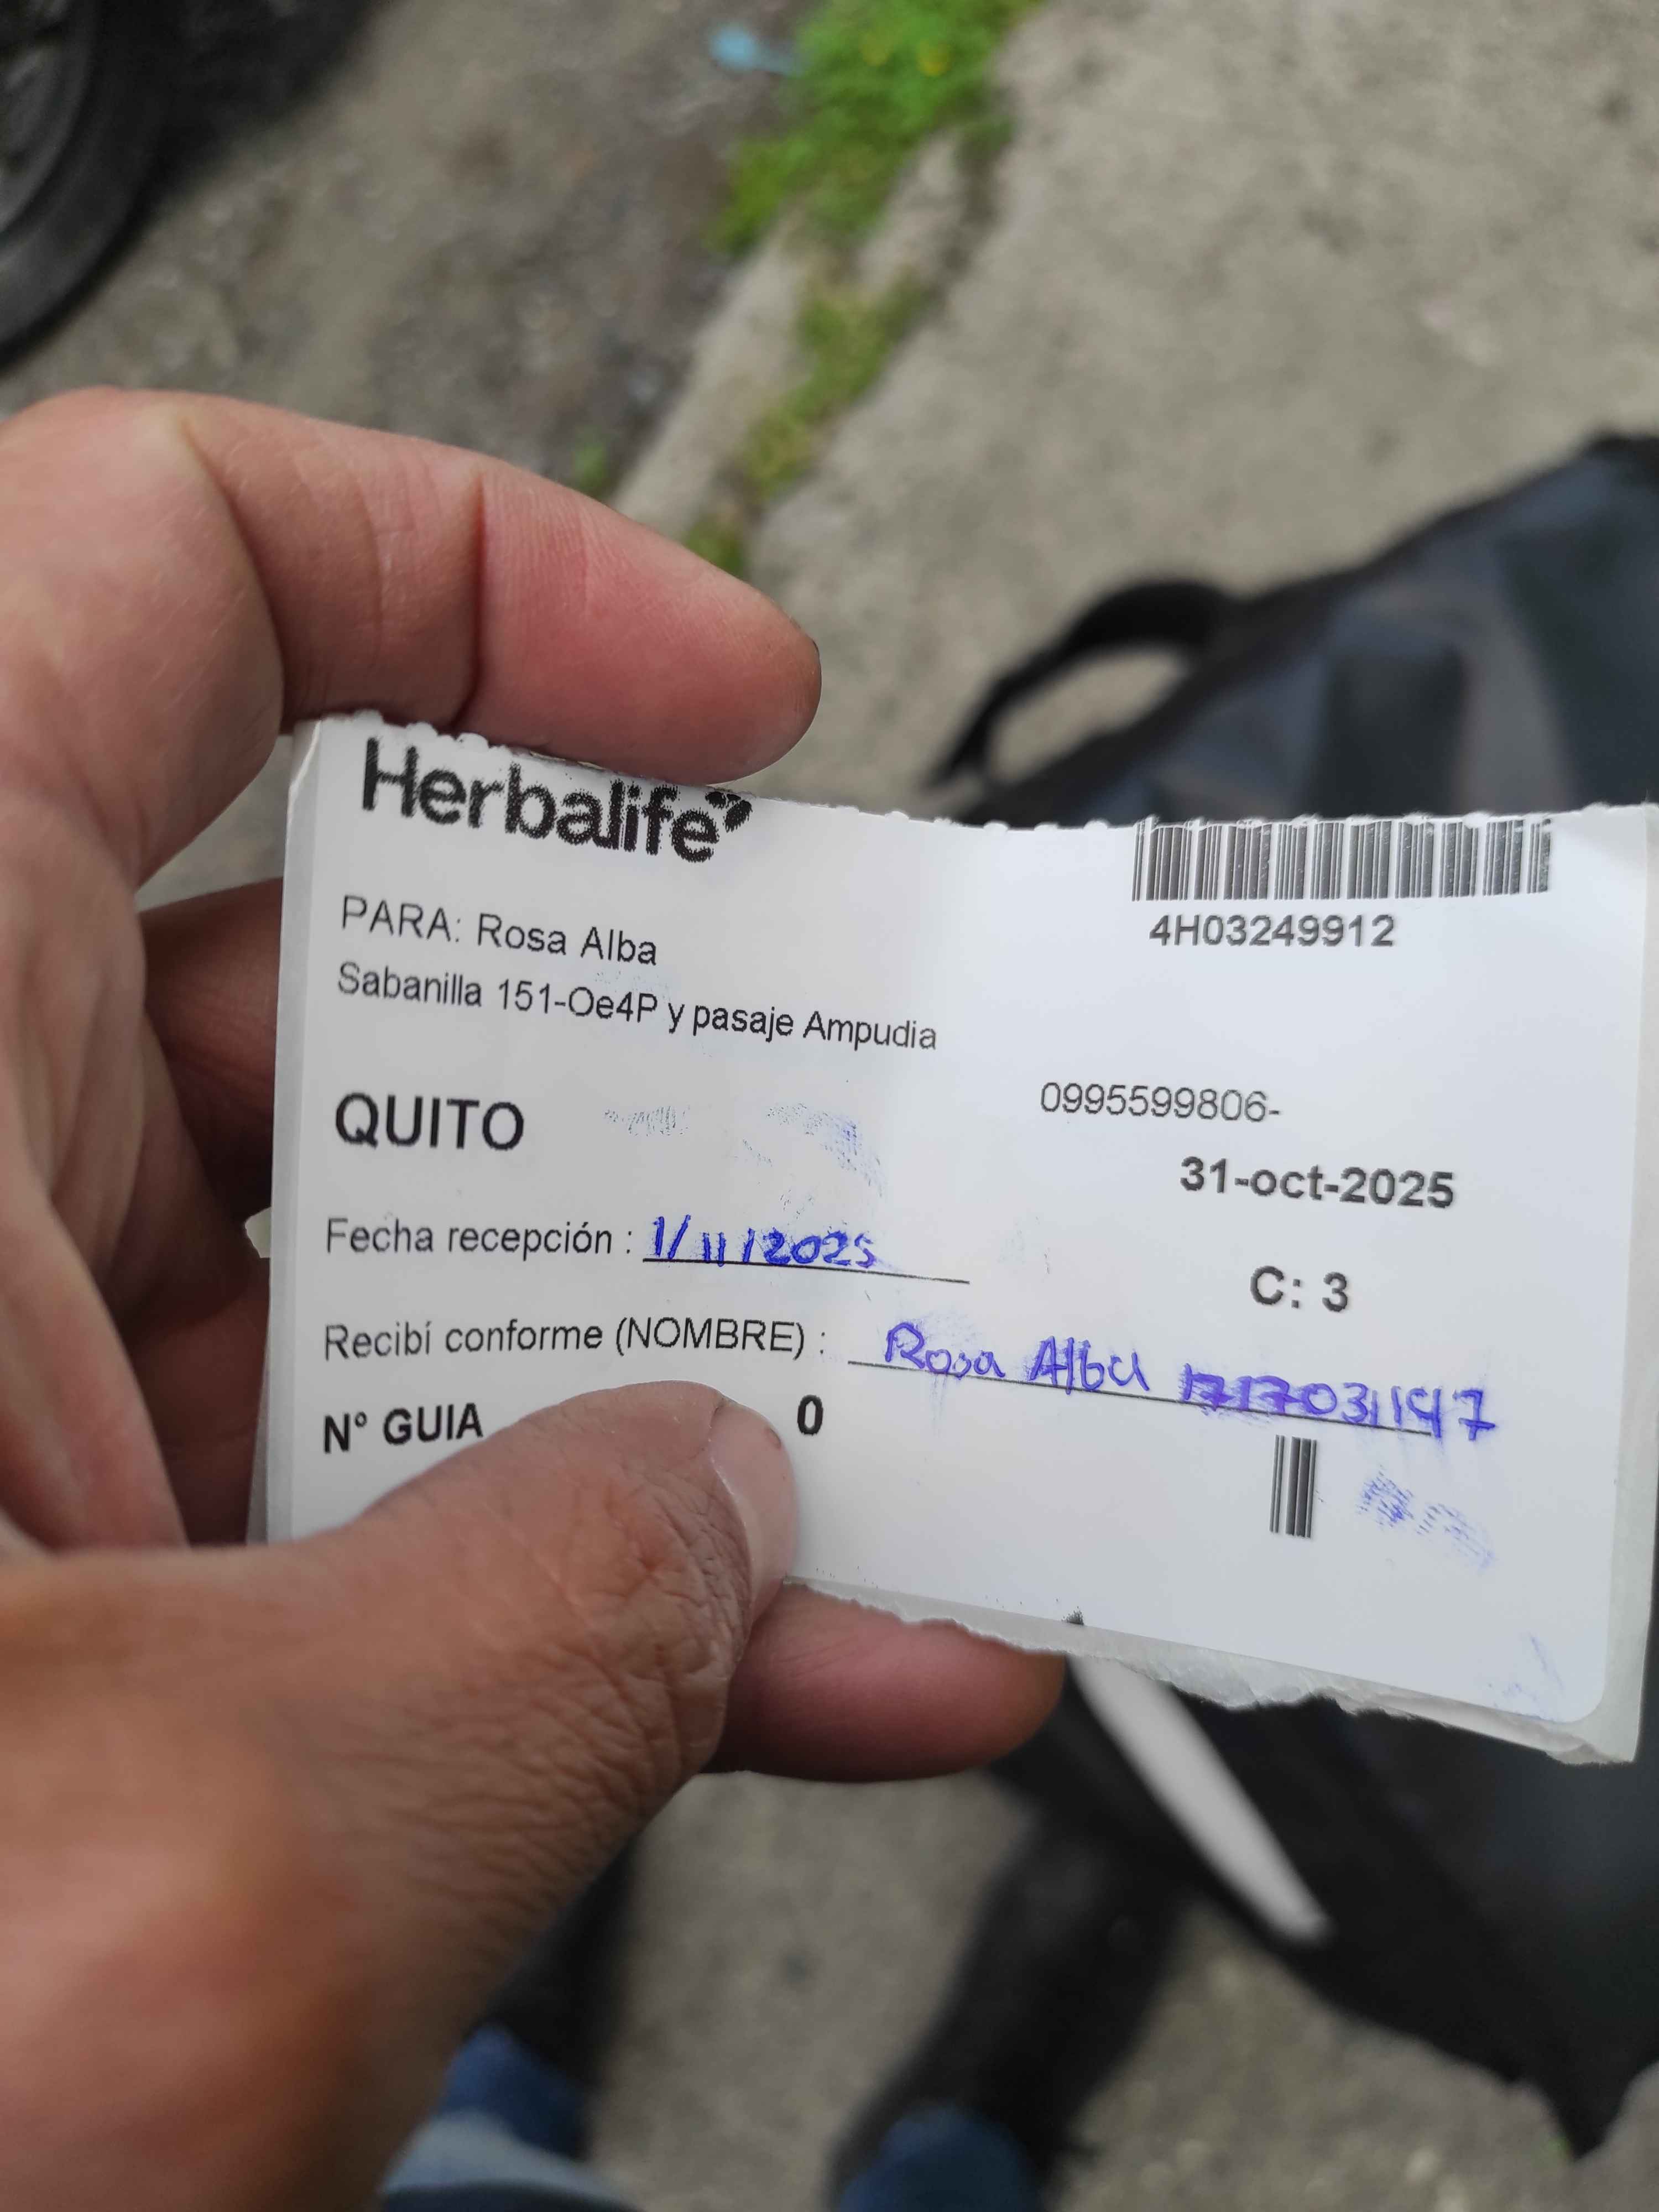 Herbalife
4H03249912
PARA: Rosa Alba
Sabanilla 151-Oe4P y pasaje Ampudia
0995599806-
QUITO
31-oct-2025
Fecha recepción : 1/11/2025
C: 3
Recibí conforme (NOMBRE) : Rosa Alba
N° GUIA 0